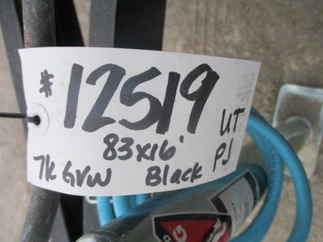 * 12519
83x16' UT
7k GVW Black PJ
G